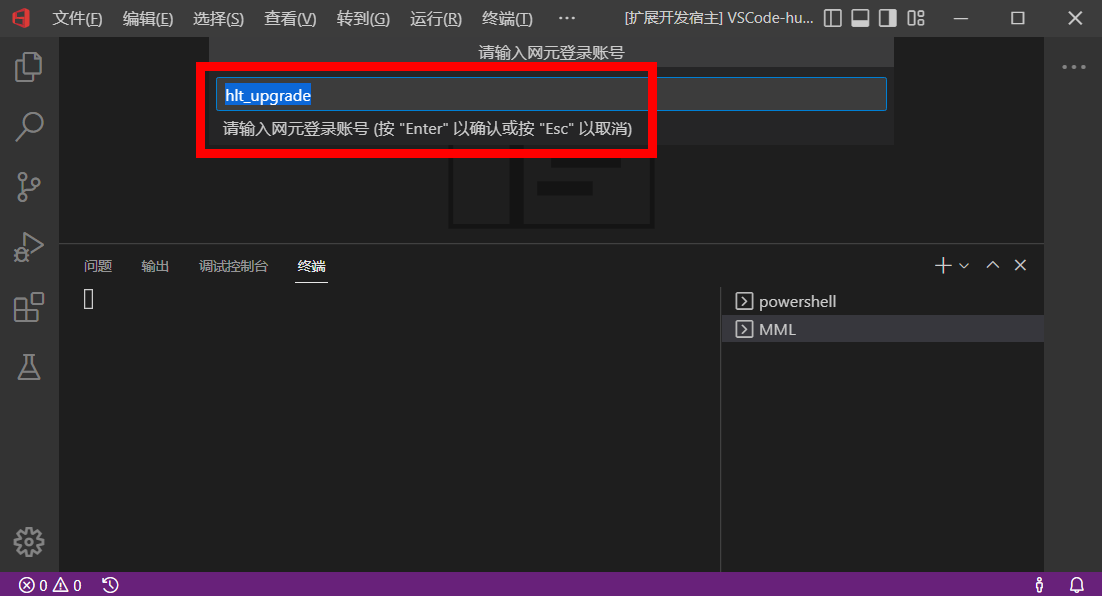 文件(F) 编辑(E) 选择(S) 查看(V) 转到(G) 运行(R) 终端(T) ··· [扩展开发宿主] VSCode-hu...
请输入网元登录账号
hlt_upgrade
请输入网元登录账号 (按 "Enter" 以确认或按 "Esc" 以取消)
问题 输出 调试控制台 终端
powershell
MML
0 0